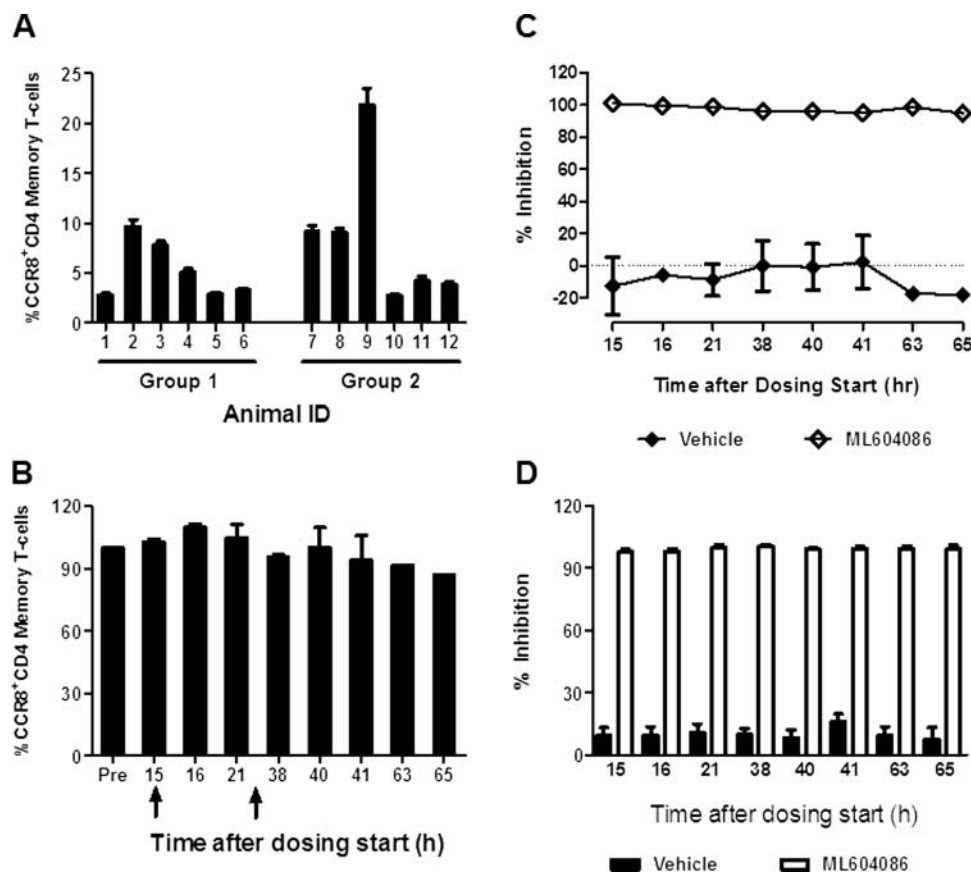 A
%CCR8+CD4 Memory T-cells
25
20
15
10
5
0
1 2 3 4 5 6 7 8 9 10 11 12
Group 1 Group 2
Animal ID
B
%CCR8+CD4 Memory T-cells
120
90
60
30
0
Pre 15 16 21 38 40 41 63 65
Time after dosing start (h)
C
% Inhibition
120
100
80
60
40
20
0
-20
15 16 21 38 40 41 63 65
Time after Dosing Start (hr)
Vehicle ML604086
D
% Inhibition
120
90
60
30
0
15 16 21 38 40 41 63 65
Time after dosing start (h)
Vehicle ML604086